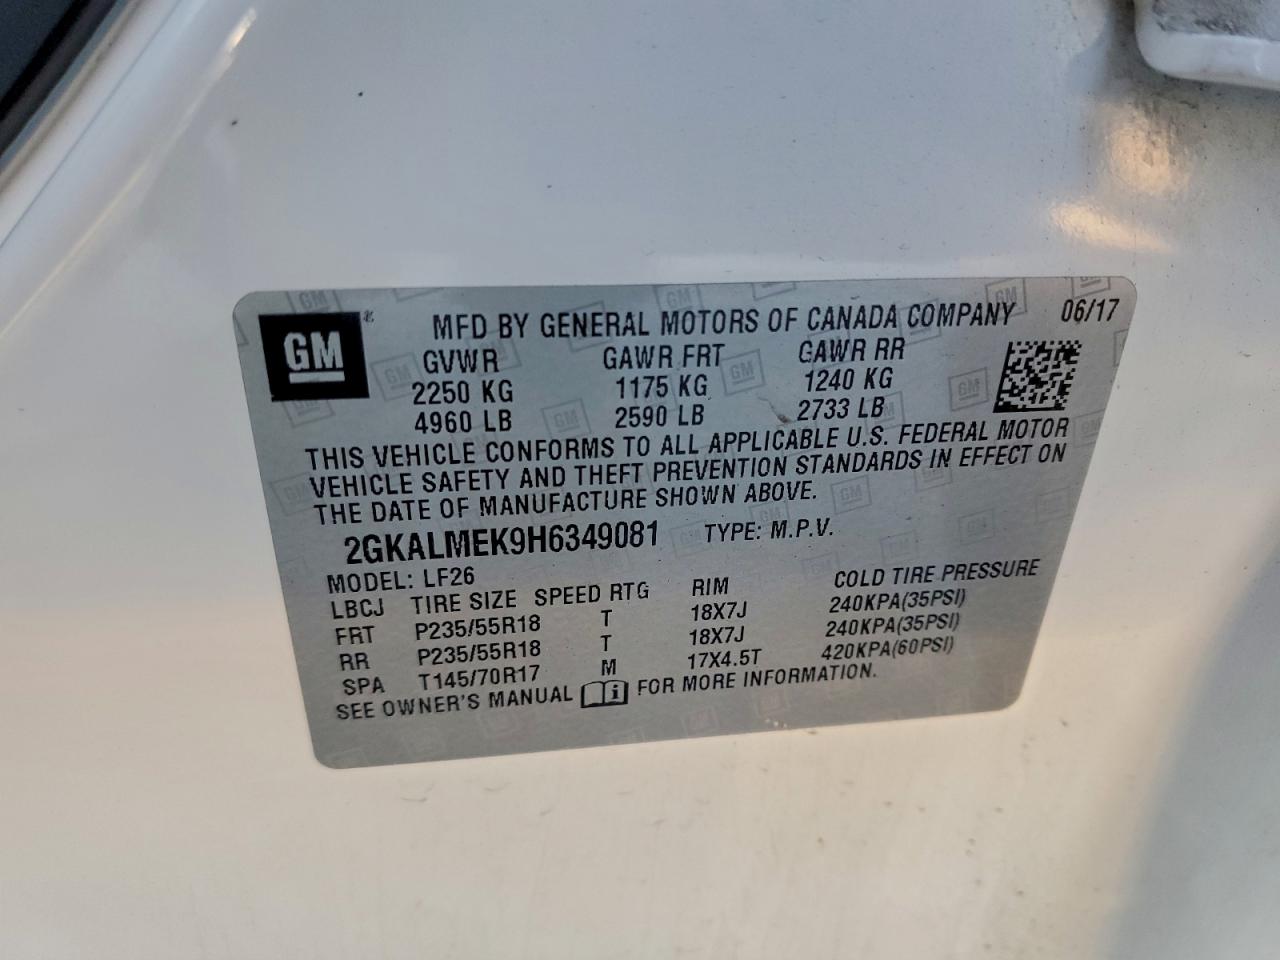 GM ® MFD BY GENERAL MOTORS OF CANADA COMPANY 06/17
GVWR GAWR FRT GAWR RR
2250 KG 1175 KG 1240 KG
4960 LB 2590 LB 2733 LB
THIS VEHICLE CONFORMS TO ALL APPLICABLE U.S. FEDERAL MOTOR
VEHICLE SAFETY AND THEFT PREVENTION STANDARDS IN EFFECT ON
THE DATE OF MANUFACTURE SHOWN ABOVE.
2GKALMEK9H6349081 TYPE: M.P.V.
MODEL: LF26
LBCJ TIRE SIZE SPEED RTG RIM COLD TIRE PRESSURE
FRT P235/55R18 T 18X7J 240KPA(35PSI)
RR P235/55R18 T 18X7J 240KPA(35PSI)
SPA T145/70R17 M 17X4.5T 420KPA(60PSI)
SEE OWNER'S MANUAL i FOR MORE INFORMATION.